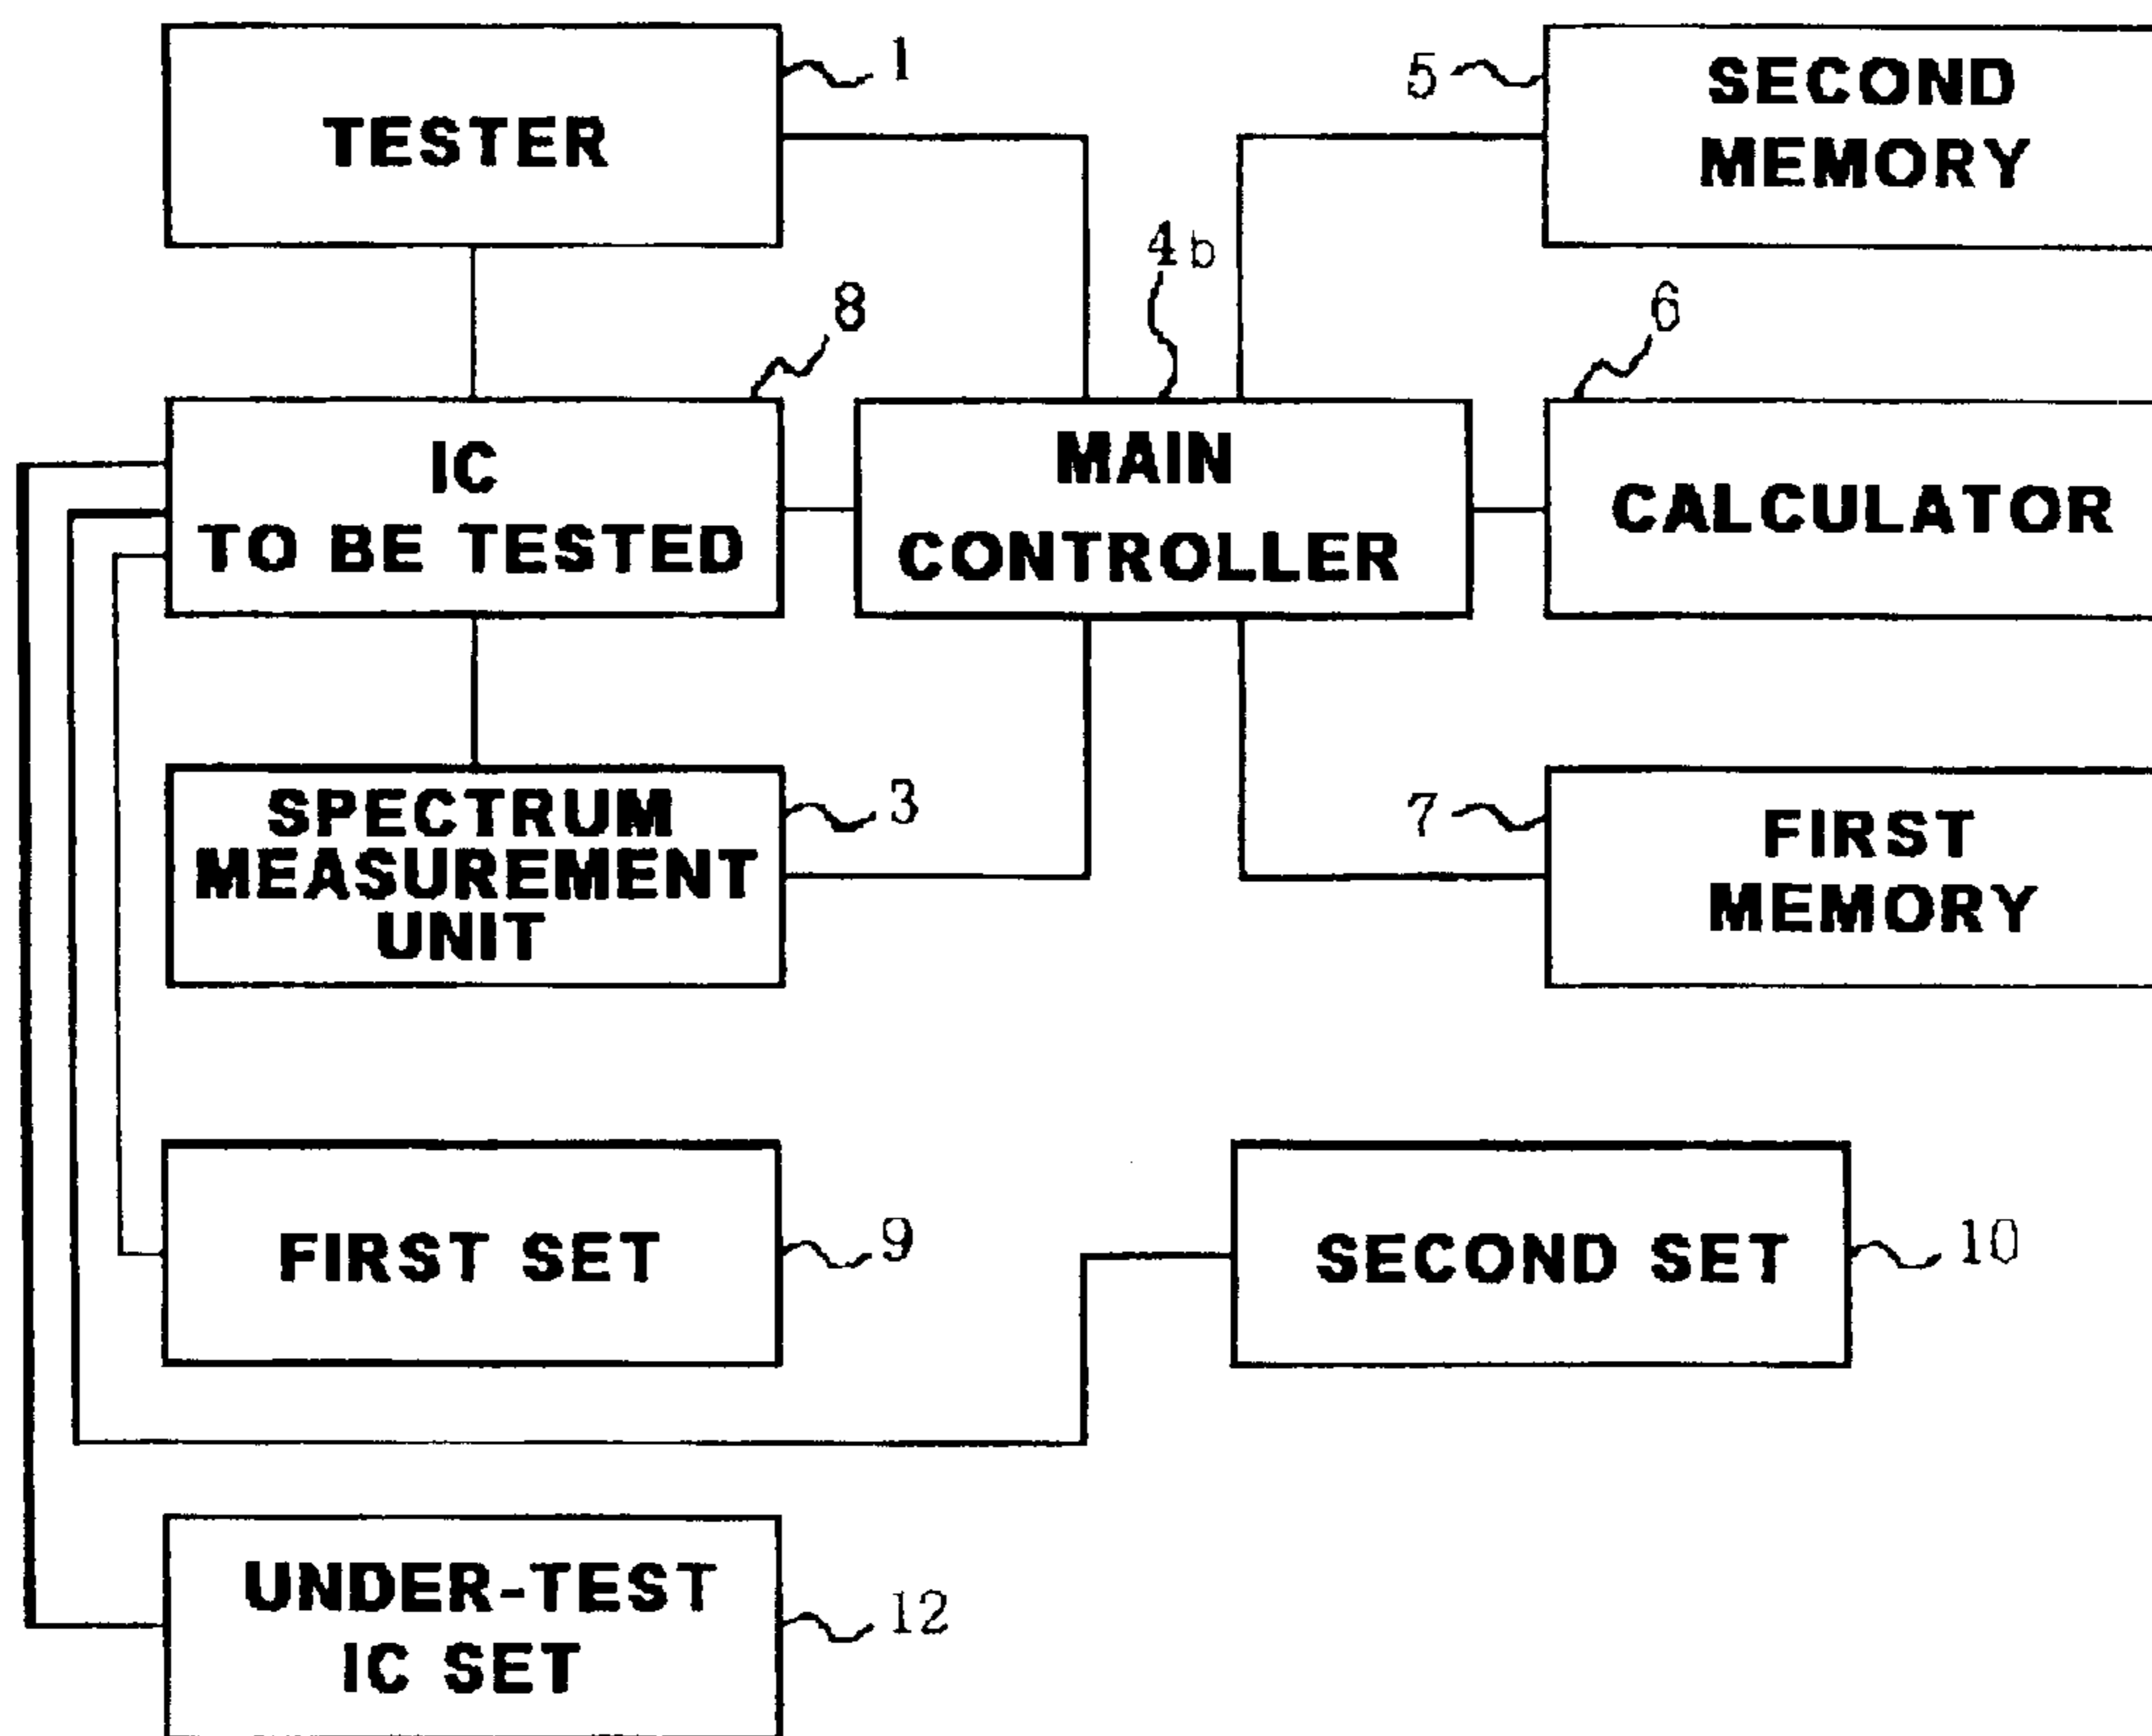 TESTER
1
5
SECOND
MEMORY
4b
8
6
IC
TO BE TESTED
MAIN
CONTROLLER
CALCULATOR
SPECTRUM
MEASUREMENT
UNIT
3
7
FIRST
MEMORY
FIRST SET
9
SECOND SET
10
UNDER-TEST
IC SET
12